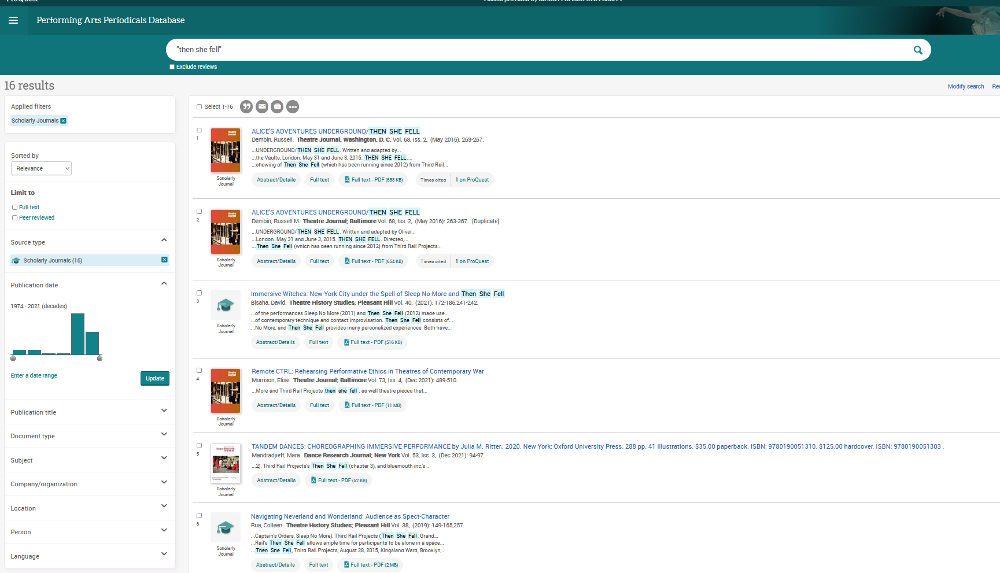 ProQuest
Access provided by SIMON FRASER UNIVERSITY
Performing Arts Periodicals Database
"then she fell"
Exclude reviews
16 results
Modify search
Applied filters
Scholarly Journals
Sorted by
Relevance
Limit to
Full text
Peer reviewed
Source type
Scholarly Journals (16)
Publication date
1974 - 2021 (decades)
Enter a date range
Update
Publication title
Document type
Subject
Company/organization
Location
Person
Language
Select 1-16
1
ALICE'S ADVENTURES UNDERGROUND/THEN SHE FELL
Dembin, Russell. Theatre Journal; Washington, D. C. Vol. 68, Iss. 2, (May 2016): 263-267.
...UNDERGROUND/THEN SHE FELL. Written and adapted by...
...the Vaults, London. May 31 and June 3, 2015. THEN SHE FELL....
...showing of Then She Fell (which has been running since 2012) from Third Rail...
Scholarly
Journal
Abstract/Details
Full text
Full text - PDF (653 KB)
Times cited
1 on ProQuest
2
ALICE'S ADVENTURES UNDERGROUND/THEN SHE FELL
Dembin, Russell M. Theatre Journal; Baltimore Vol. 68, Iss. 2, (May 2016): 263-267. [Duplicate]
...UNDERGROUND/THEN SHE FELL. Written and adapted by Oliver...
...London. May 31 and June 3, 2015. THEN SHE FELL. Directed,...
...Then She Fell (which has been running since 2012) from Third Rail Projects...
Scholarly
Journal
Abstract/Details
Full text
Full text - PDF (654 KB)
Times cited
1 on ProQuest
3
Immersive Witches: New York City under the Spell of Sleep No More and Then She Fell
Bisaha, David. Theatre History Studies; Pleasant Hill Vol. 40, (2021): 172-186,241-242.
...of the performances Sleep No More (2011) and Then She Fell (2012) made use...
...of contemporary technique and contact improvisation. Then She Fell consists of...
...No More, and Then She Fell provides many personalized experiences. Both have...
Scholarly
Journal
Abstract/Details
Full text
Full text - PDF (516 KB)
4
Remote CTRL: Rehearsing Performative Ethics in Theatres of Contemporary War
Morrison, Elise. Theatre Journal; Baltimore Vol. 73, Iss. 4, (Dec 2021): 489-510.
...More and Third Rail Projects then she fell, as well theatre pieces that...
Scholarly
Journal
Abstract/Details
Full text
Full text - PDF (11 MB)
5
TANDEM DANCES: CHOREOGRAPHING IMMERSIVE PERFORMANCE by Julia M. Ritter,. 2020. New York: Oxford University Press. 288 pp. 41 Illustrations. $35.00 paperback. ISBN: 9780190051310. $125.00 hardcover. ISBN: 9780190051303 .
Mandradjieff, Mara. Dance Research Journal; New York Vol. 53, Iss. 3, (Dec 2021): 94-97.
...2), Third Rail Projects's Then She Fell (chapter 3), and bluemouth inc.'s ...
Scholarly
Journal
Abstract/Details
Full text - PDF (52 KB)
6
Navigating Neverland and Wonderland: Audience as Spect-Character
Rua, Colleen. Theatre History Studies; Pleasant Hill Vol. 38, (2019): 149-165,257.
...Captain's Orders, Sleep No More), Third Rail Projects (Then She Fell, Grand...
...Rail's Then She Fell allows ample time for participants to be alone in a space...
...Then She Fell, Third Rail Projects, August 28, 2015, Kingsland Ward, Brooklyn,...
Scholarly
Journal
Abstract/Details
Full text
Full text - PDF (2 MB)